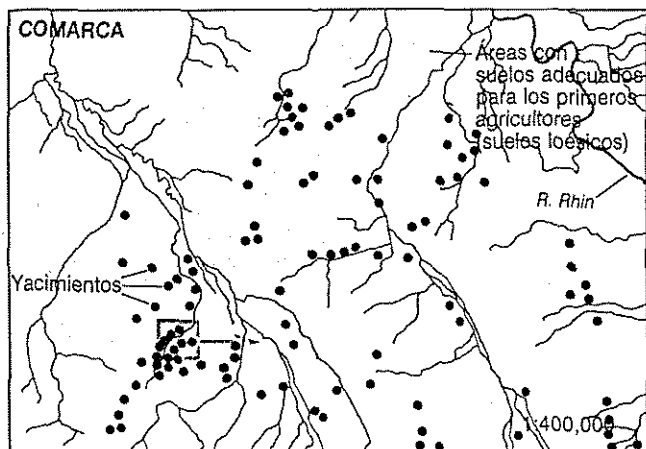 COMARCA
Áreas con
suelos adecuados
para los primeros
agricultores
(suelos loésicos)
R. Rhin
Yacimientos
1:400,000